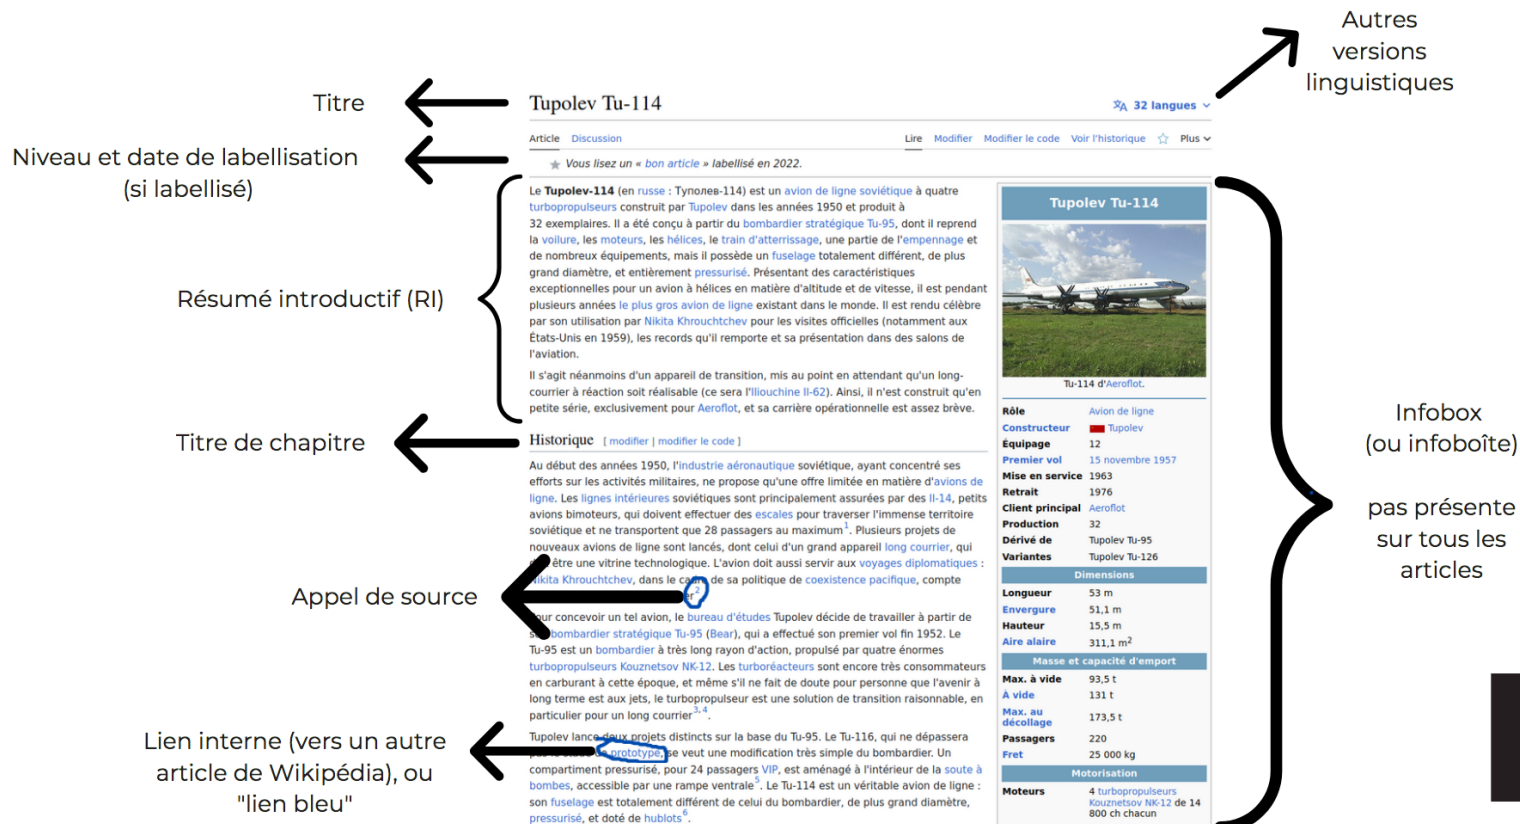 Autres
versions
linguistiques
Titre
Tupolev Tu-114
32 langues
Niveau et date de labellisation
(si labellisé)
Article Discussion
Lire Modifier Modifier le code Voir l'historique Plus
Vous lisez un « bon article » labellisé en 2022.
Résumé introductif (RI)
Le Tupolev-114 (en russe : Туполев-114) est un avion de ligne soviétique à quatre
turbopropulseurs construit par Tupolev dans les années 1950 et produit à
32 exemplaires. Il a été conçu à partir du bombardier stratégique Tu-95, dont il reprend
la voilure, les moteurs, les hélices, le train d'atterrissage, une partie de l'empennage et
de nombreux équipements, mais il possède un fuselage totalement différent, de plus
grand diamètre, et entièrement pressurisé. Présentant des caractéristiques
exceptionnelles pour un avion à hélices en matière d'altitude et de vitesse, il est pendant
plusieurs années le plus gros avion de ligne existant dans le monde. Il est rendu célèbre
par son utilisation par Nikita Khrouchtchev pour les visites officielles (notamment aux
États-Unis en 1959), les records qu'il remporte et sa présentation dans des salons de
l'aviation.
Il s'agit néanmoins d'un appareil de transition, mis au point en attendant qu'un long-
courrier à réaction soit réalisable (ce sera l'Iliouchine Il-62). Ainsi, il n'est construit qu'en
petite série, exclusivement pour Aeroflot, et sa carrière opérationnelle est assez brève.
Titre de chapitre
Historique [ modifier | modifier le code ]
Au début des années 1950, l'industrie aéronautique soviétique, ayant concentré ses
efforts sur les activités militaires, ne propose qu'une offre limitée en matière d'avions de
ligne. Les lignes intérieures soviétiques sont principalement assurées par des Il-14, petits
avions bimoteurs, qui doivent effectuer des escales pour traverser l'immense territoire
soviétique et ne transportent que 28 passagers au maximum1. Plusieurs projets de
nouveaux avions de ligne sont lancés, dont celui d'un grand appareil long courrier, qui
être une vitrine technologique. L'avion doit aussi servir aux voyages diplomatiques :
Nikita Khrouchtchev, dans le cadre de sa politique de coexistence pacifique, compte
er2
Appel de source
Pour concevoir un tel avion, le bureau d'études Tupolev décide de travailler à partir de
bombardier stratégique Tu-95 (Bear), qui a effectué son premier vol fin 1952. Le
Tu-95 est un bombardier à très long rayon d'action, propulsé par quatre énormes
turbopropulseurs Kouznetsov NK-12. Les turboréacteurs sont encore très consommateurs
en carburant à cette époque, et même s'il ne fait de doute pour personne que l'avenir à
long terme est aux jets, le turbopropulseur est une solution de transition raisonnable, en
particulier pour un long courrier3, 4.
Lien interne (vers un autre
article de Wikipédia), ou
"lien bleu"
Tupolev lance deux projets distincts sur la base du Tu-95. Le Tu-116, qui ne dépassera
prototype, se veut une modification très simple du bombardier. Un
compartiment pressurisé, pour 24 passagers VIP, est aménagé à l'intérieur de la soute à
bombes, accessible par une rampe ventrale5. Le Tu-114 est un véritable avion de ligne :
son fuselage est totalement différent de celui du bombardier, de plus grand diamètre,
pressurisé, et doté de hublots6.
Tupolev Tu-114
Tu-114 d'Aeroflot.
Rôle Avion de ligne
Constructeur Tupolev
Équipage 12
Premier vol 15 novembre 1957
Mise en service 1963
Retrait 1976
Client principal Aeroflot
Production 32
Dérivé de Tupolev Tu-95
Variantes Tupolev Tu-126
Dimensions
Longueur 53 m
Envergure 51,1 m
Hauteur 15,5 m
Aire alaire 311,1 m2
Masse et capacité d'emport
Max. à vide 93,5 t
À vide 131 t
Max. au
décollage 173,5 t
Passagers 220
Fret 25 000 kg
Motorisation
Moteurs 4 turbopropulseurs
Kouznetsov NK-12 de 14
800 ch chacun
Infobox
(ou infoboîte)
pas présente
sur tous les
articles